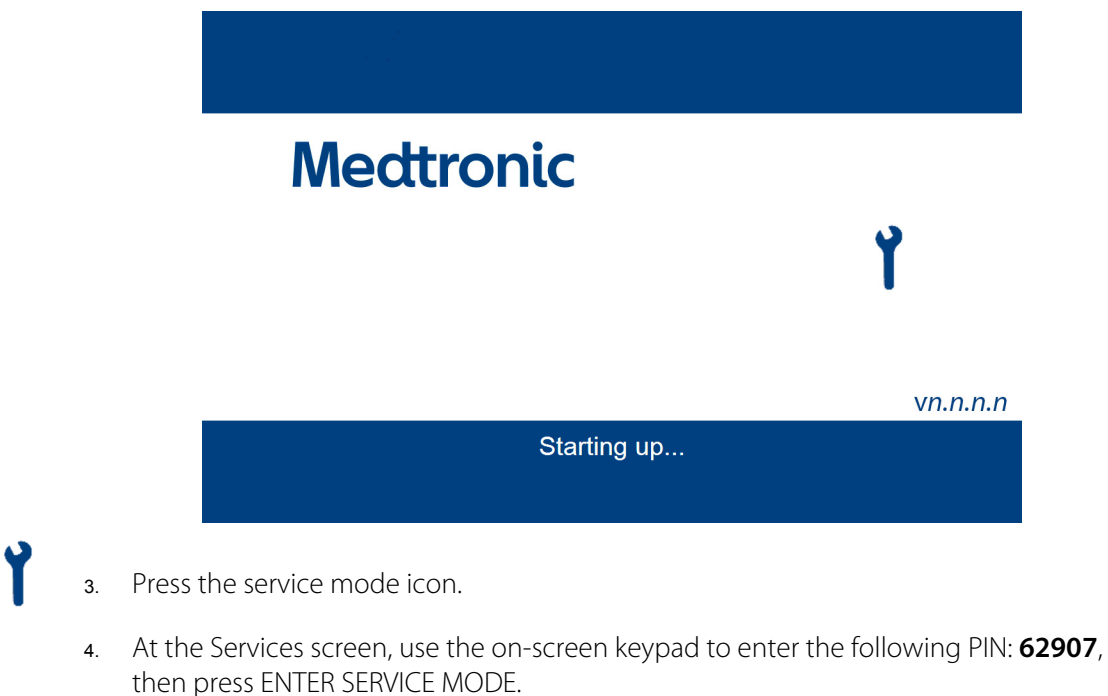 Medtronic
vn.n.n.n
Starting up...
3. Press the service mode icon.
4. At the Services screen, use the on-screen keypad to enter the following PIN: 62907,
then press ENTER SERVICE MODE.